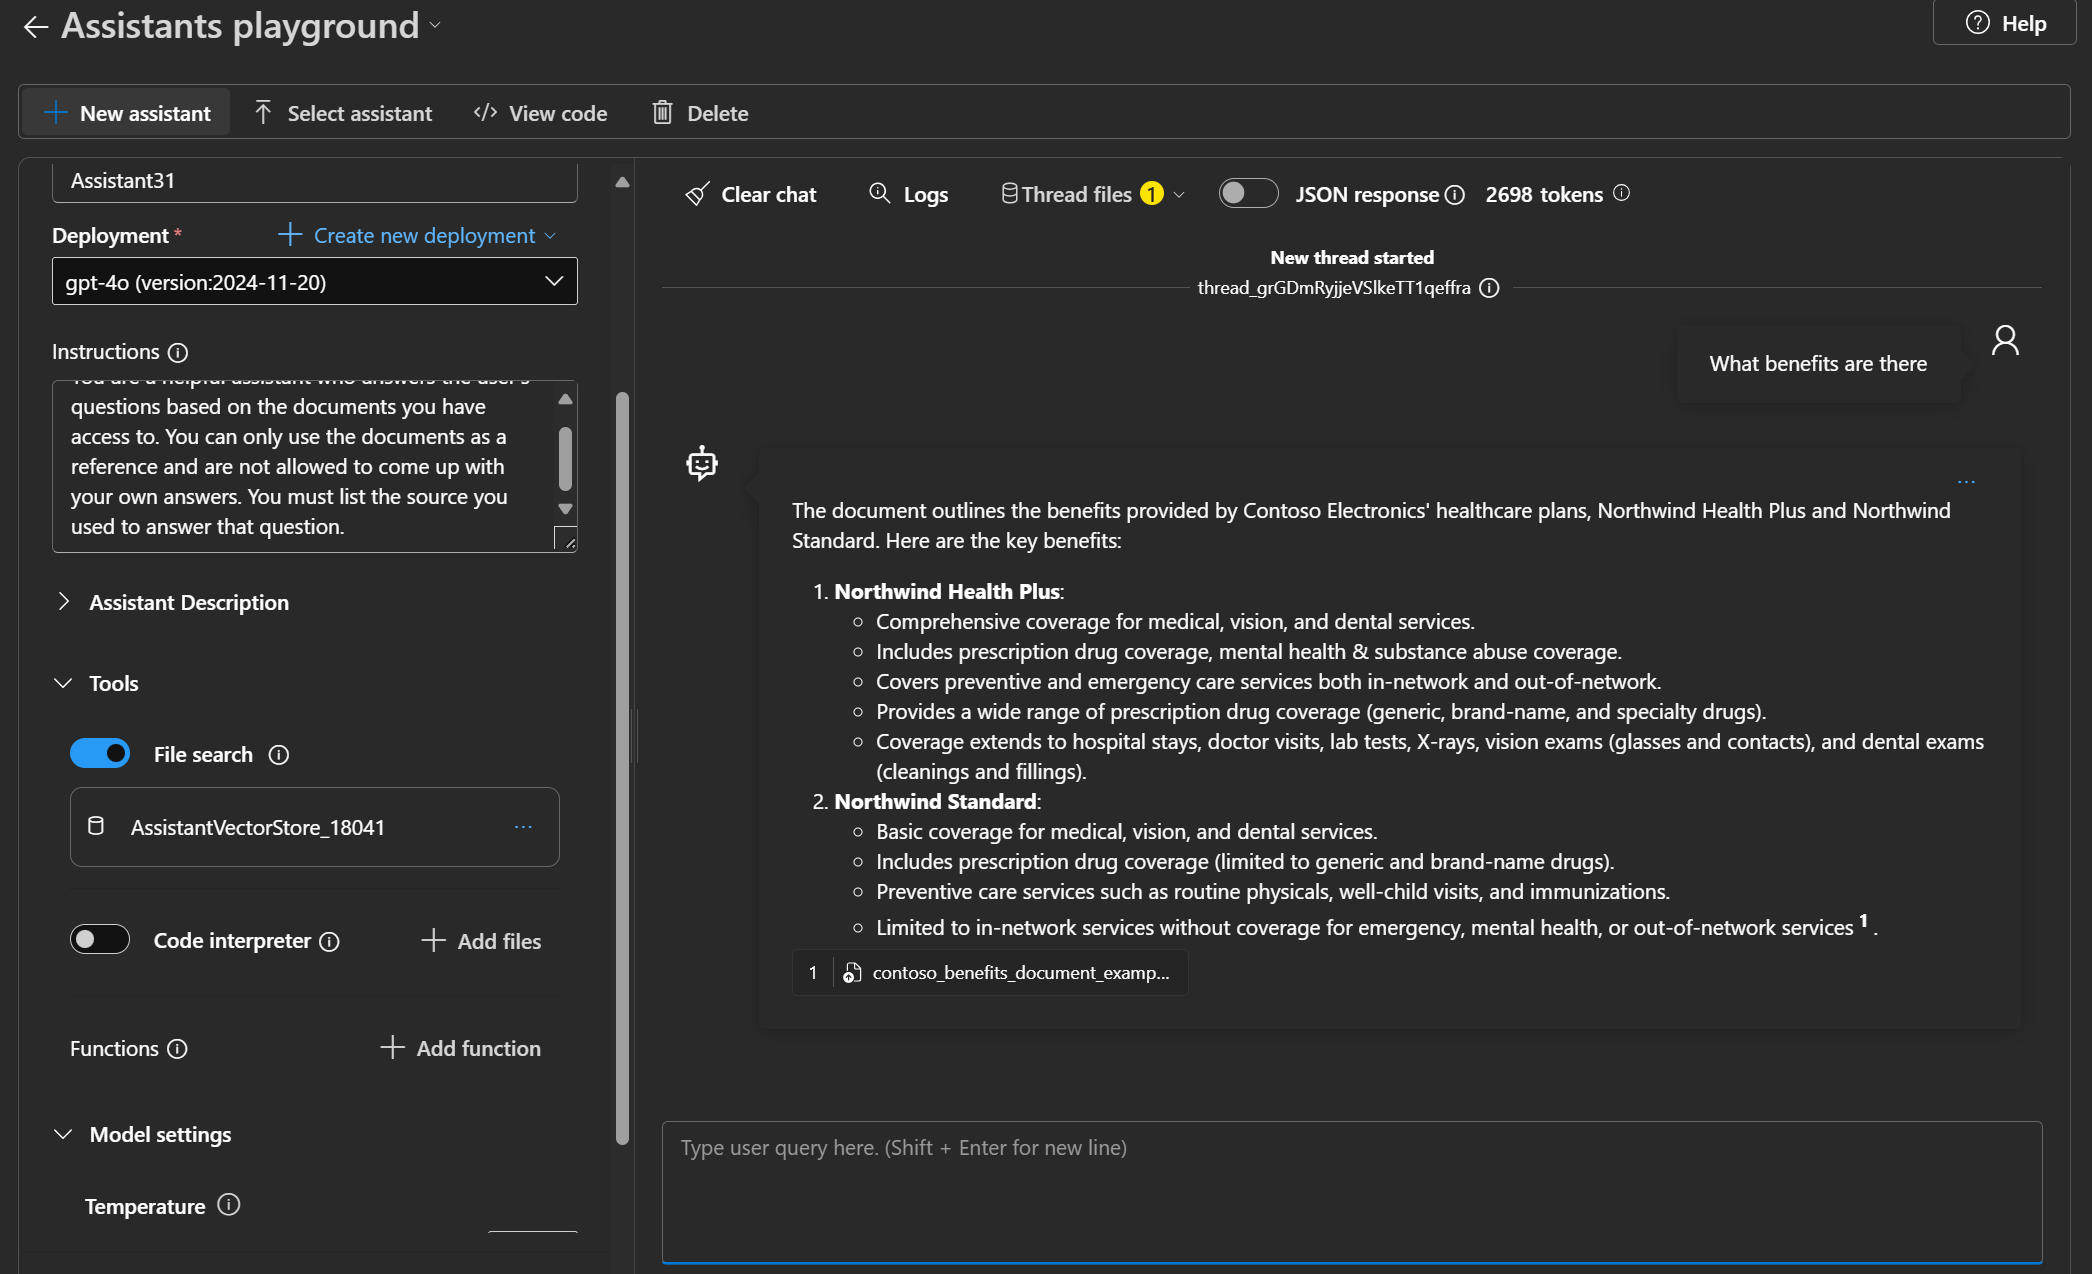 Assistants playground
Help
New assistant
Select assistant
View code
Delete
Assistant31
Deployment *
Create new deployment
gpt-4o (version:2024-11-20)
Instructions
You are a helpful assistant who answers the user's
questions based on the documents you have
access to. You can only use the documents as a
reference and are not allowed to come up with
your own answers. You must list the source you
used to answer that question.
Assistant Description
Tools
File search
AssistantVectorStore_18041
...
Code interpreter
Add files
Functions
Add function
Model settings
Temperature
Clear chat
Logs
Thread files 1
JSON response
2698 tokens
New thread started
thread_grGDmRyjjeVSlkeTT1qeffra
What benefits are there
...
The document outlines the benefits provided by Contoso Electronics' healthcare plans, Northwind Health Plus and Northwind
Standard. Here are the key benefits:
1. Northwind Health Plus:
Comprehensive coverage for medical, vision, and dental services.
Includes prescription drug coverage, mental health & substance abuse coverage.
Covers preventive and emergency care services both in-network and out-of-network.
Provides a wide range of prescription drug coverage (generic, brand-name, and specialty drugs).
Coverage extends to hospital stays, doctor visits, lab tests, X-rays, vision exams (glasses and contacts), and dental exams
(cleanings and fillings).
2. Northwind Standard:
Basic coverage for medical, vision, and dental services.
Includes prescription drug coverage (limited to generic and brand-name drugs).
Preventive care services such as routine physicals, well-child visits, and immunizations.
Limited to in-network services without coverage for emergency, mental health, or out-of-network services 1 .
1 contoso_benefits_document_examp...
Type user query here. (Shift + Enter for new line)